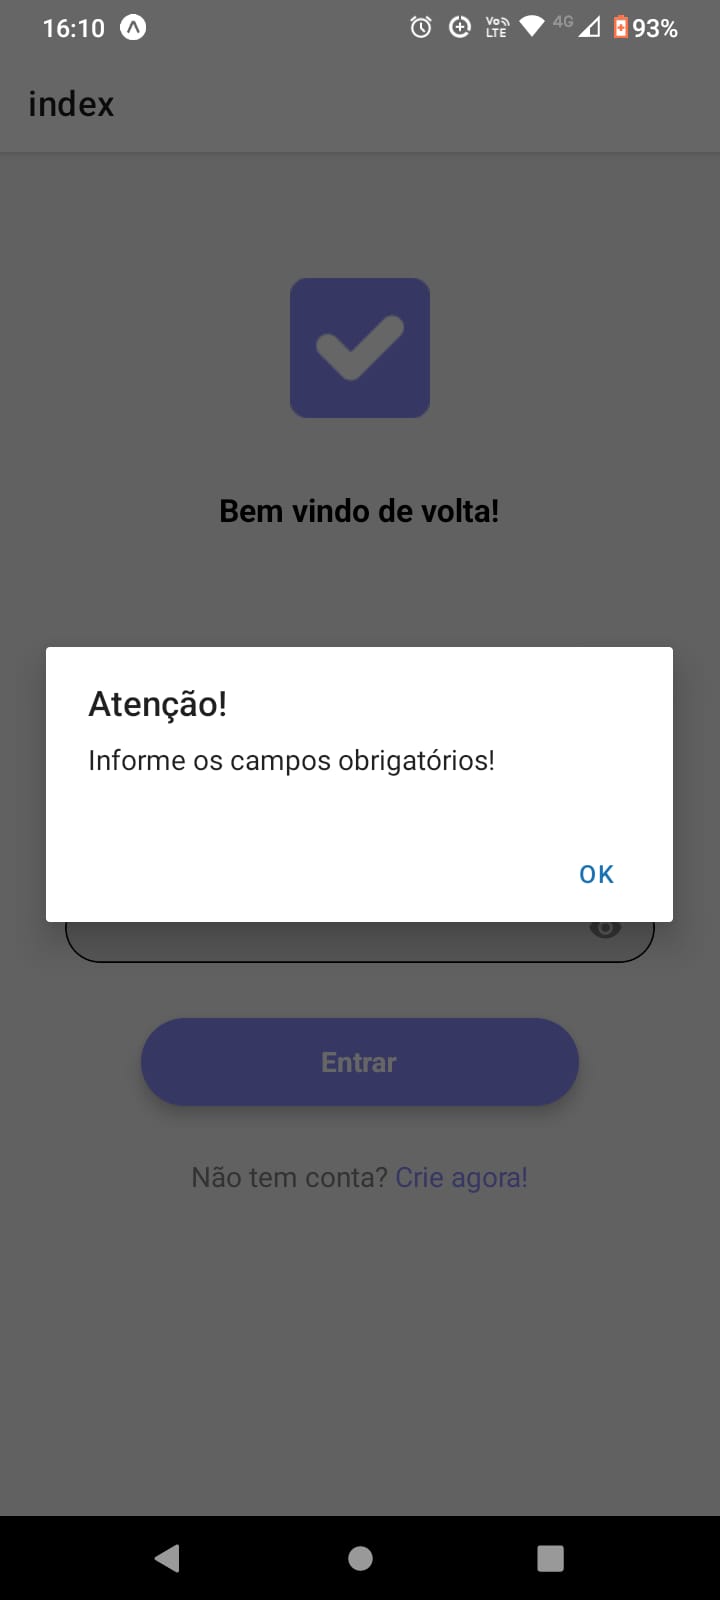 16:10 Vo LTE 4G 93%
index
Bem vindo de volta!
Atenção!
Informe os campos obrigatórios!
OK
Entrar
Não tem conta? Crie agora!